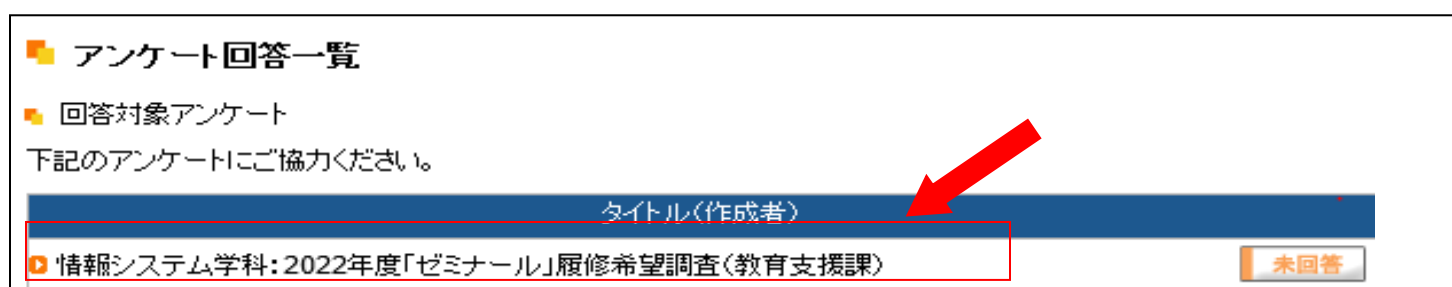 アンケート回答一覧
回答対象アンケート
下記のアンケートにご協力ください。
タイトル(作成者)
情報システム学科:2022年度「ゼミナール」履修希望調査(教育支援課) 未回答